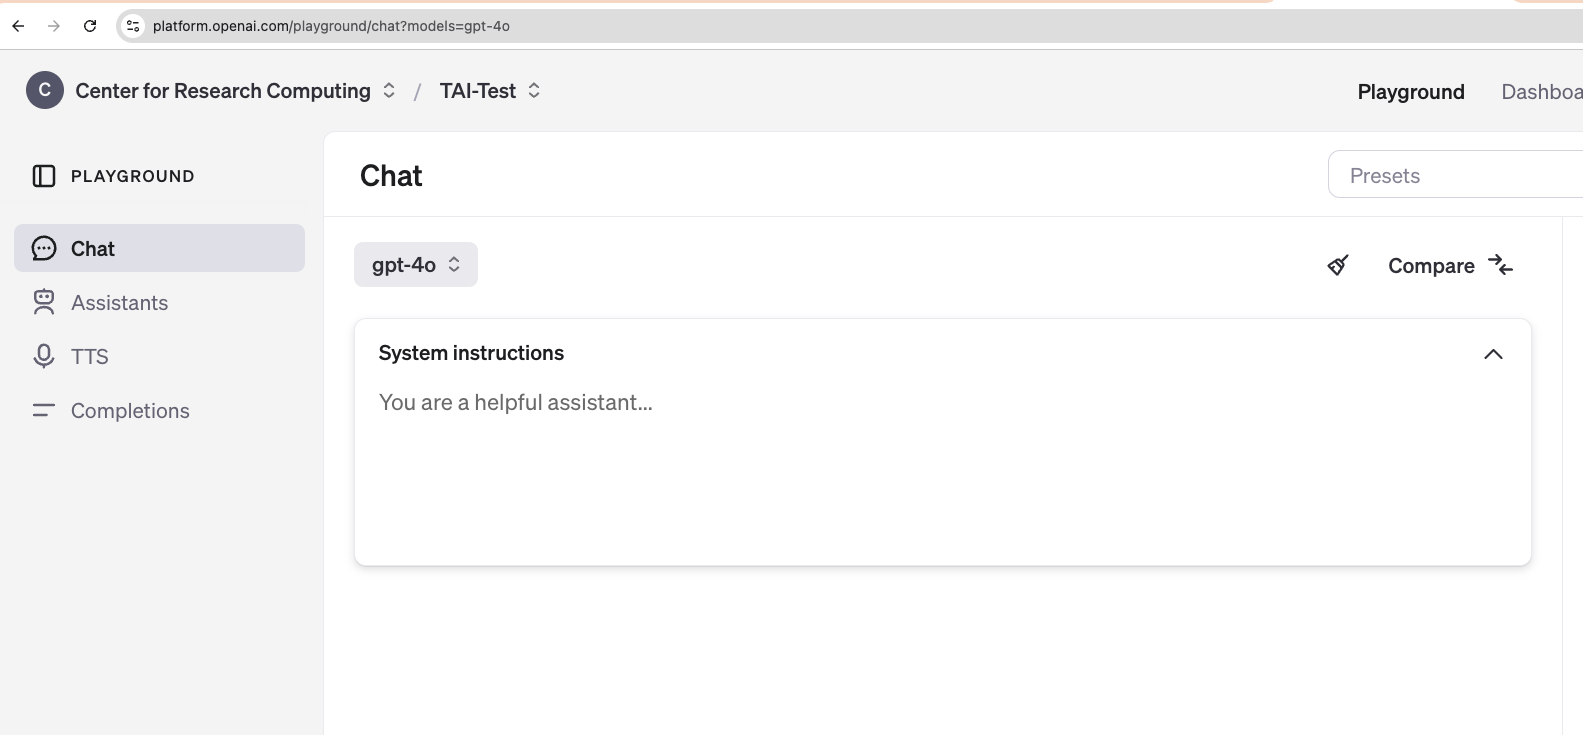 platform.openai.com/playground/chat?models=gpt-4o
C Center for Research Computing / TAI-Test
Playground Dashboa
PLAYGROUND
Chat
Assistants
TTS
Completions
Chat
Presets
gpt-4o
Compare
System instructions
You are a helpful assistant...